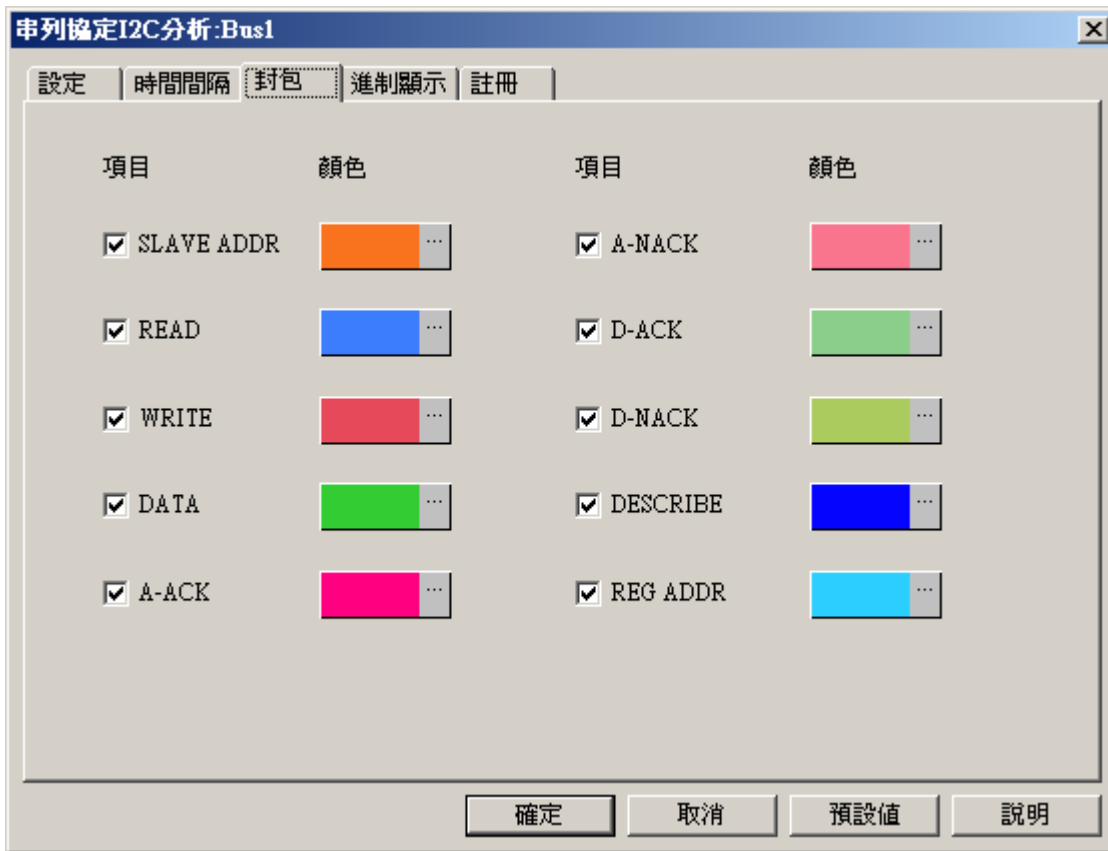 串列協定I2C分析:Bus1
設定 時間間隔 封包 進制顯示 註冊
項目 顏色 項目 顏色
SLAVE ADDR ... A-NACK ...
READ ... D-ACK ...
WRITE ... D-NACK ...
DATA ... DESCRIBE ...
A-ACK ... REG ADDR ...
確定 取消 預設值 說明